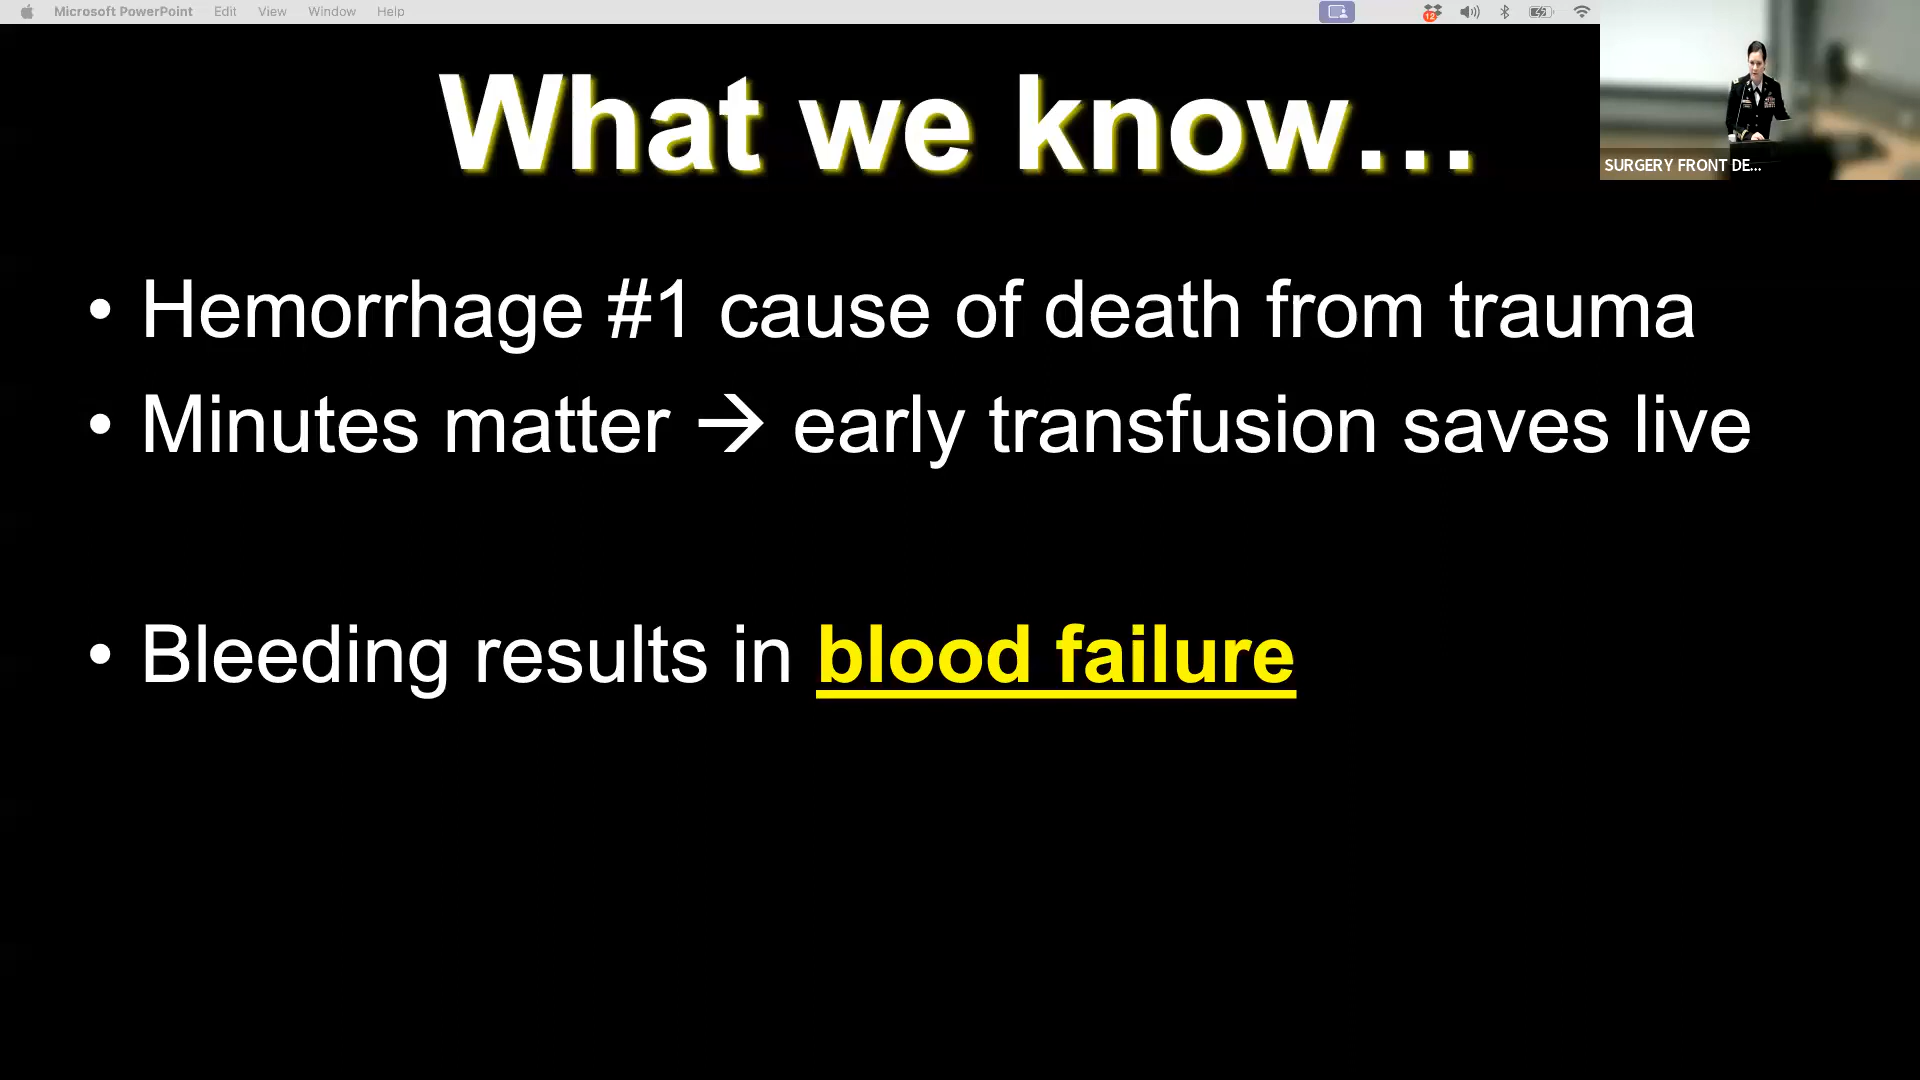 Microsoft PowerPoint Edit View Window Help
12
What we know...
SURGERY FRONT DE...
• Hemorrhage #1 cause of death from trauma
• Minutes matter → early transfusion saves live
• Bleeding results in blood failure